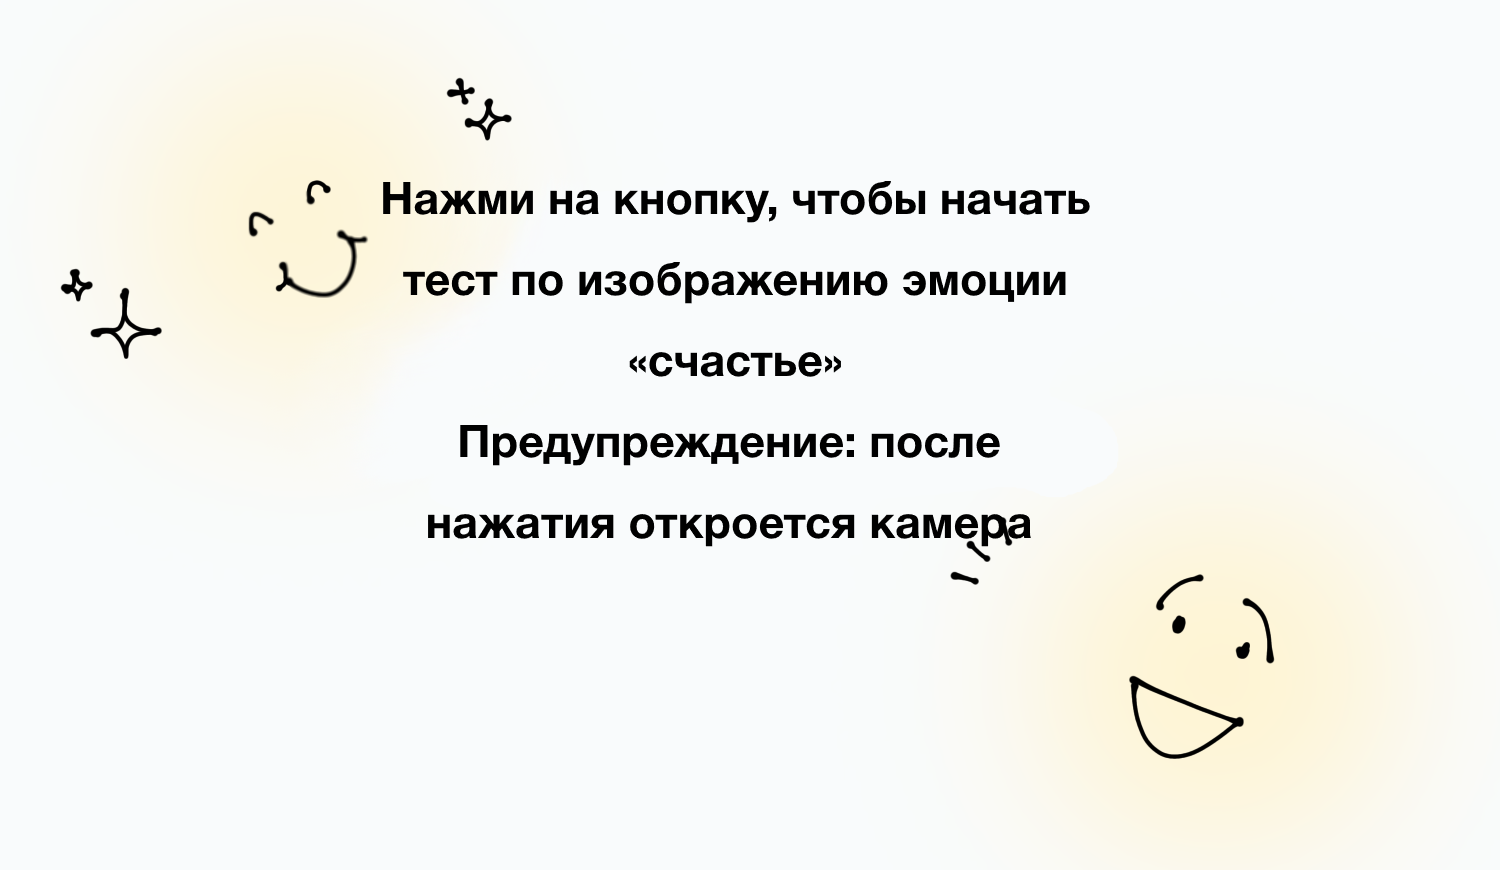 Нажми на кнопку, чтобы начать
тест по изображению эмоции
«счастье»
Предупреждение: после
нажатия откроется камера